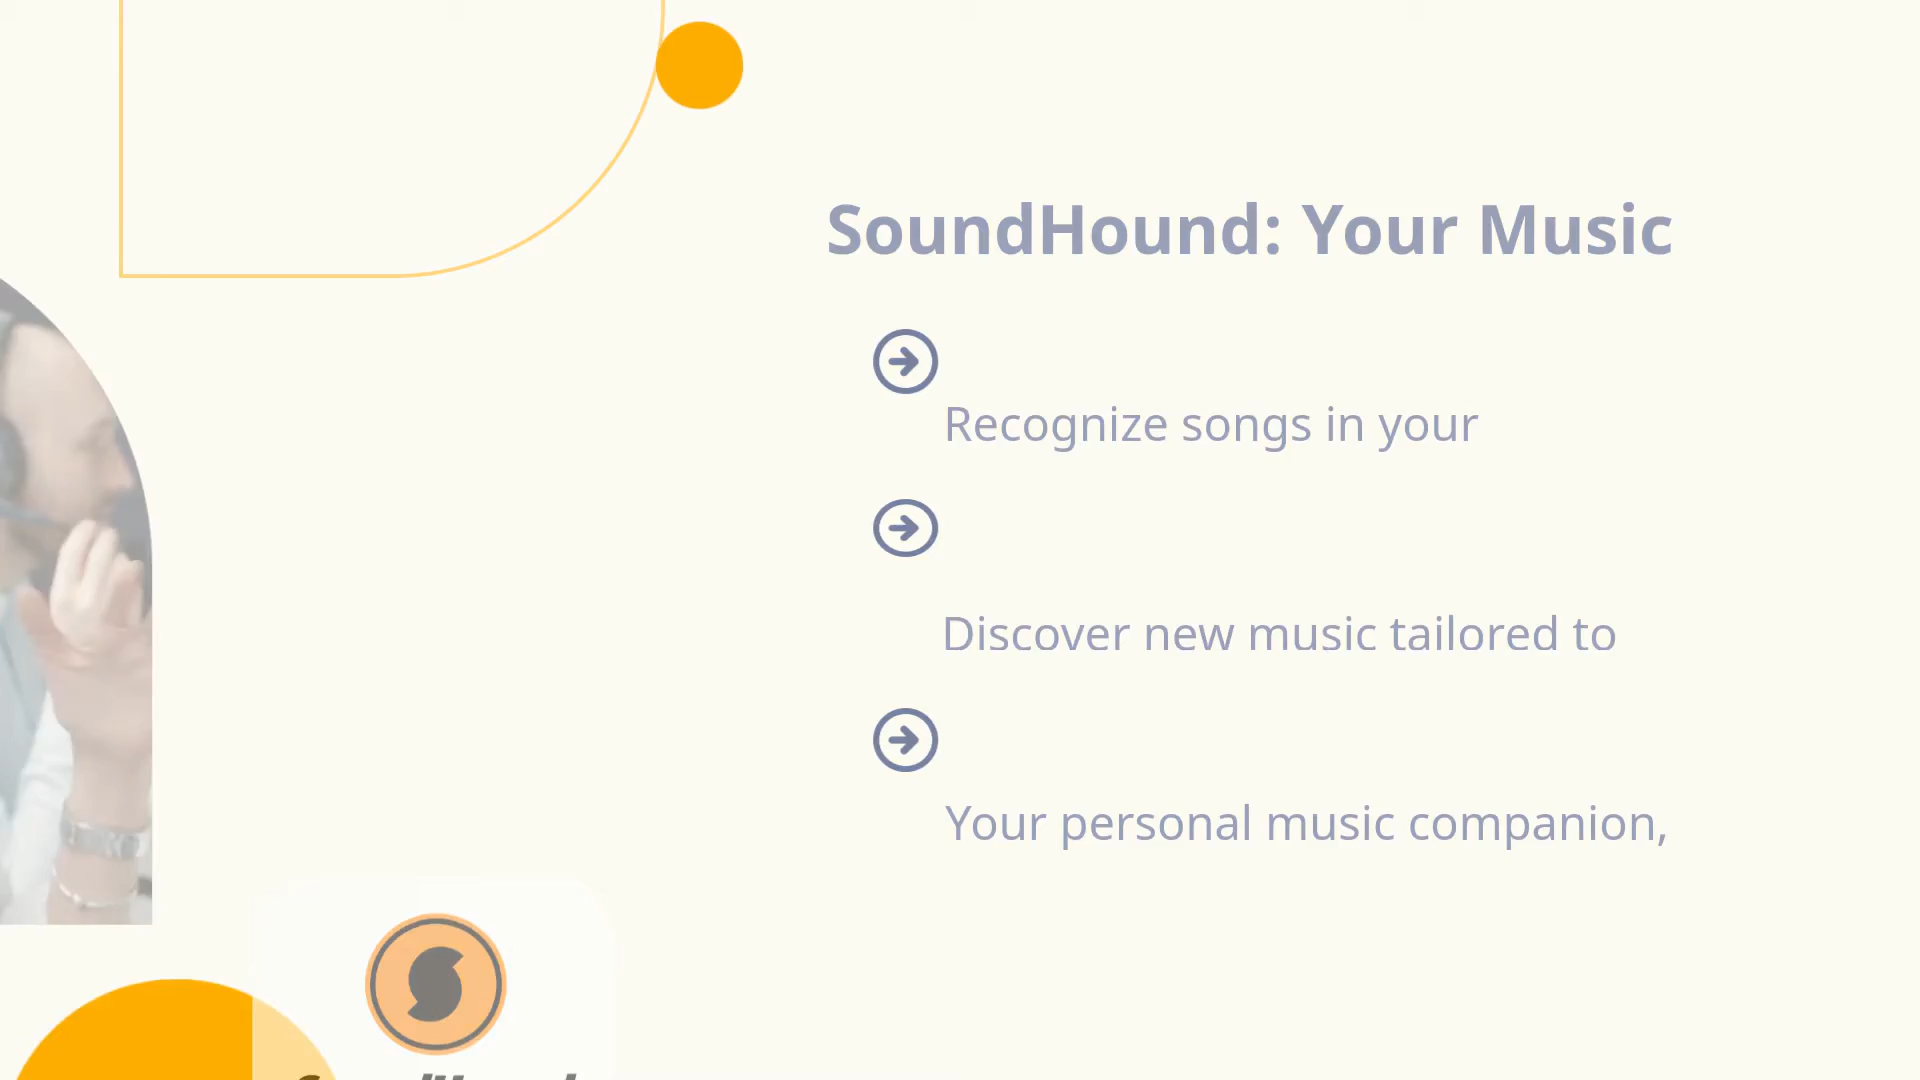 SoundHound: Your Music
Recognize songs in your
Discover new music tailored to
Your personal music companion,